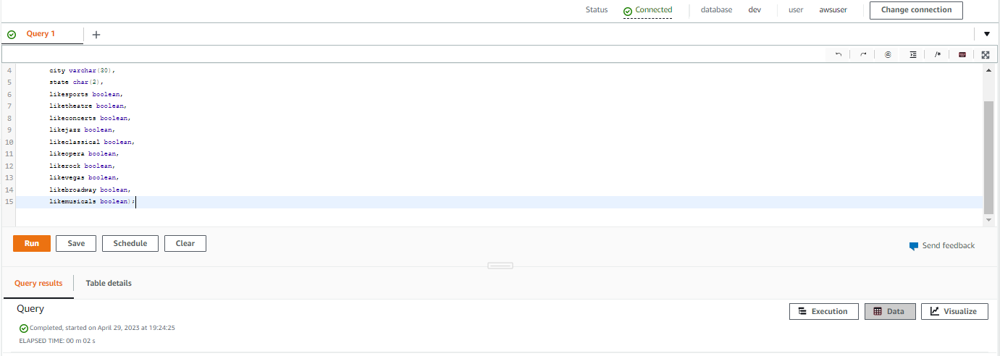 Status Connected database dev user awsuser Change connection
Query 1 +
@ /*
4 city varchar(30),
5 state char(2),
6 likesports boolean,
7 liketheatre boolean,
8 likeconcerts boolean,
9 likejazz boolean,
10 likeclassical boolean,
11 likeopera boolean,
12 likerock boolean,
13 likevegas boolean,
14 likebroadway boolean,
15 likemusicals boolean);
Run Save Schedule Clear
Send feedback
Query results Table details
Query
Execution Data Visualize
Completed, started on April 29, 2023 at 19:24:25
ELAPSED TIME: 00 m 02 s